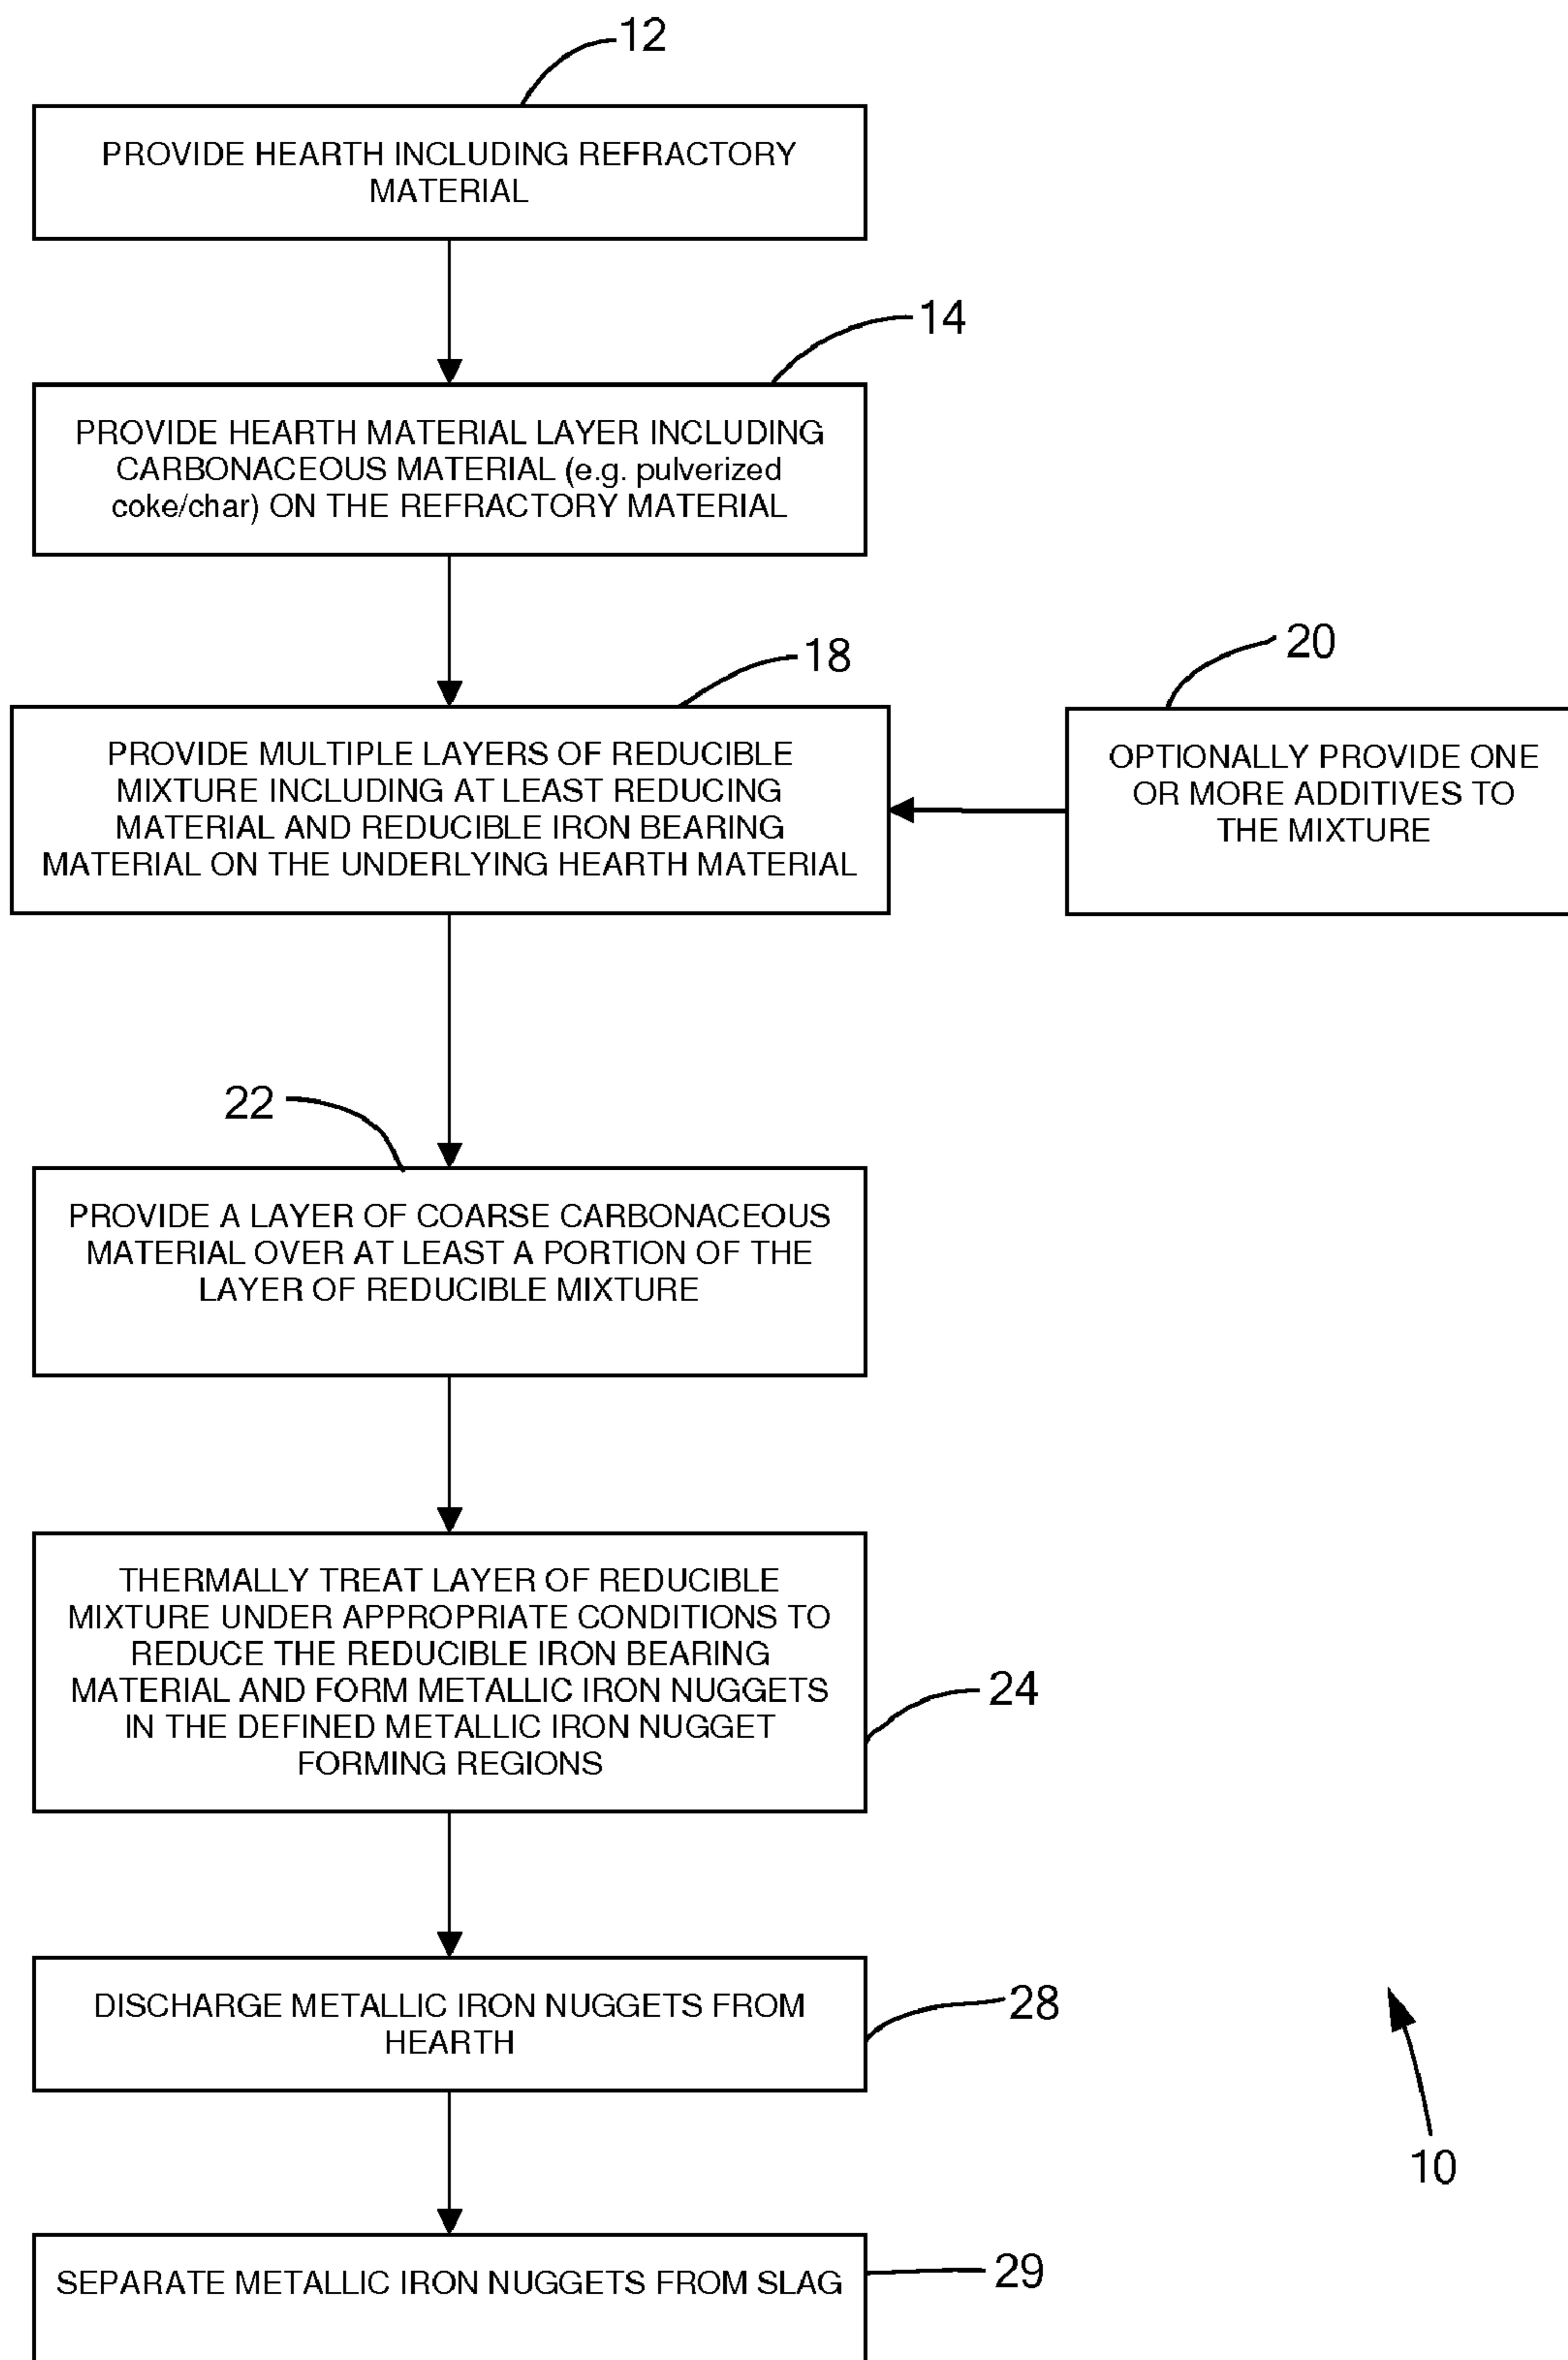 12
PROVIDE HEARTH INCLUDING REFRACTORY
MATERIAL
14
PROVIDE HEARTH MATERIAL LAYER INCLUDING
CARBONACEOUS MATERIAL (e.g. pulverized
coke/char) ON THE REFRACTORY MATERIAL
18
PROVIDE MULTIPLE LAYERS OF REDUCIBLE
MIXTURE INCLUDING AT LEAST REDUCING
MATERIAL AND REDUCIBLE IRON BEARING
MATERIAL ON THE UNDERLYING HEARTH MATERIAL
20
OPTIONALLY PROVIDE ONE
OR MORE ADDITIVES TO
THE MIXTURE
22
PROVIDE A LAYER OF COARSE CARBONACEOUS
MATERIAL OVER AT LEAST A PORTION OF THE
LAYER OF REDUCIBLE MIXTURE
THERMALLY TREAT LAYER OF REDUCIBLE
MIXTURE UNDER APPROPRIATE CONDITIONS TO
REDUCE THE REDUCIBLE IRON BEARING
MATERIAL AND FORM METALLIC IRON NUGGETS
IN THE DEFINED METALLIC IRON NUGGET
FORMING REGIONS
24
DISCHARGE METALLIC IRON NUGGETS FROM
HEARTH
28
10
SEPARATE METALLIC IRON NUGGETS FROM SLAG
29